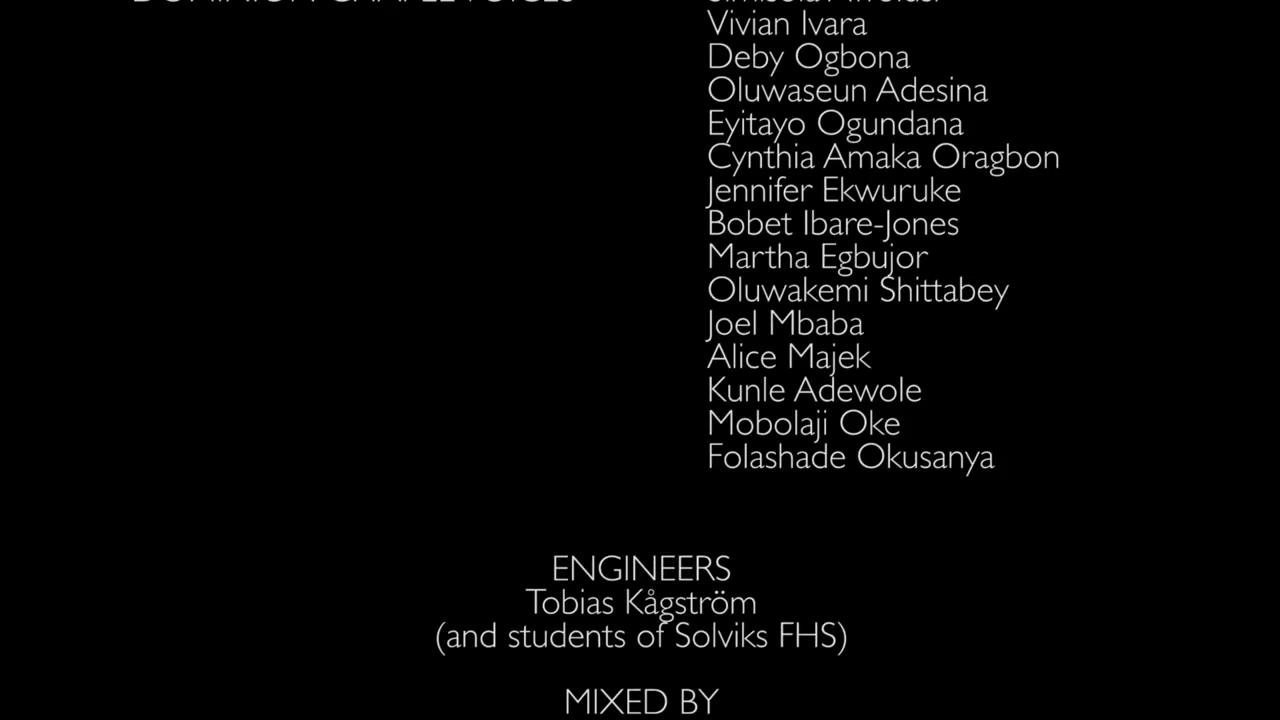 Vivian Ivara
Deby Ogbona
Oluwaseun Adesina
Eyitayo Ogundana
Cynthia Amaka Oragbon
Jennifer Ekwuruke
Bobet Ibare-Jones
Martha Egbujor
Oluwakemi Shittabey
Joel Mbaba
Alice Majek
Kunle Adewole
Mobolaji Oke
Folashade Okusanya
ENGINEERS
Tobias Kågström
(and students of Solviks FHS)
MIXED BY